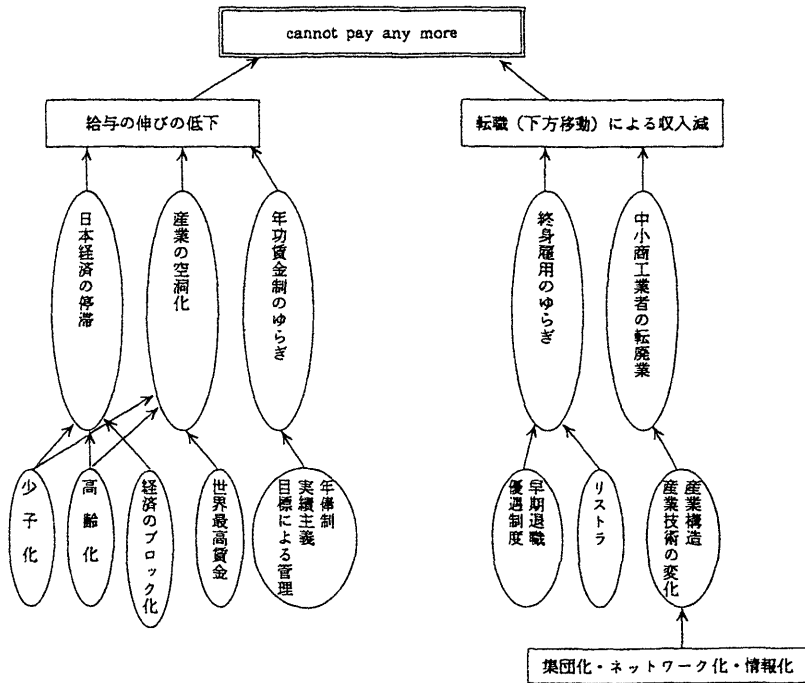 cannot pay any more
給与の伸びの低下
転職（下方移動）による収入減
日本経済の停滞
産業の空洞化
年功賃金制のゆらぎ
終身雇用のゆらぎ
中小商工業者の転廃業
少子化
高齢化
経済のブロック化
世界最高賃金
年俸制
実績主義
目標による管理
早期退職
優遇制度
リストラ
産業構造
産業技術の変化
集団化・ネットワーク化・情報化